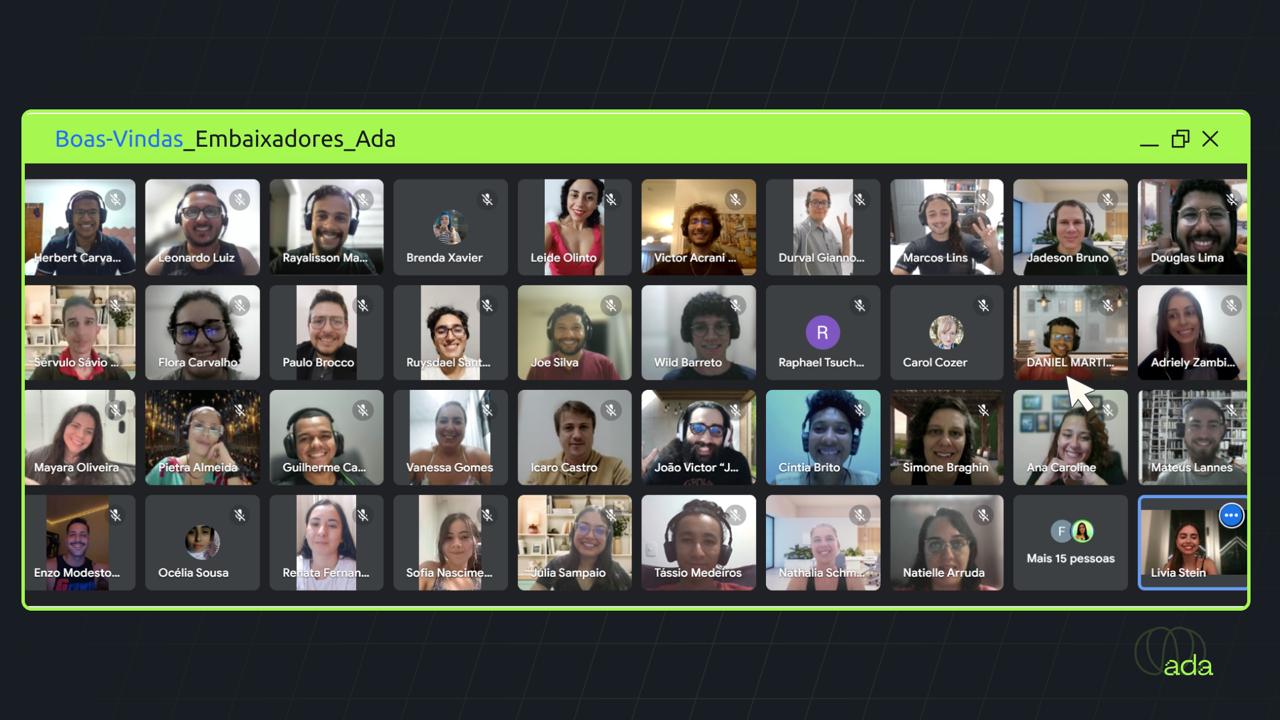 Boas-Vindas_Embaixadores_Ada
Herbert Carva...
Leonardo Luiz
Rayalisson Ma...
Brenda Xavier
Leide Olinto
Victor Acrani ...
Durval Gianno...
Marcos Lins
Jadeson Bruno
Douglas Lima
Sérvulo Sávio ...
Flora Carvalho
Paulo Brocco
Ruysdael Sant...
Joe Silva
Wild Barreto
R
Raphael Tsuch...
Carol Cozer
DANIEL MARTI...
Adriely Zambi...
Mayara Oliveira
Pietra Almeida
Guilherme Ca...
Vanessa Gomes
Icaro Castro
João Victor “J...
Cintia Brito
Simone Braghin
Ana Caroline
Mateus Lannes
Enzo Modesto...
Océlia Sousa
Renata Fernan...
Sofia Nascime...
Julia Sampaio
Tássio Medeiros
Nathália Schm...
Natielle Arruda
F
Mais 15 pessoas
Livia Stein
ada